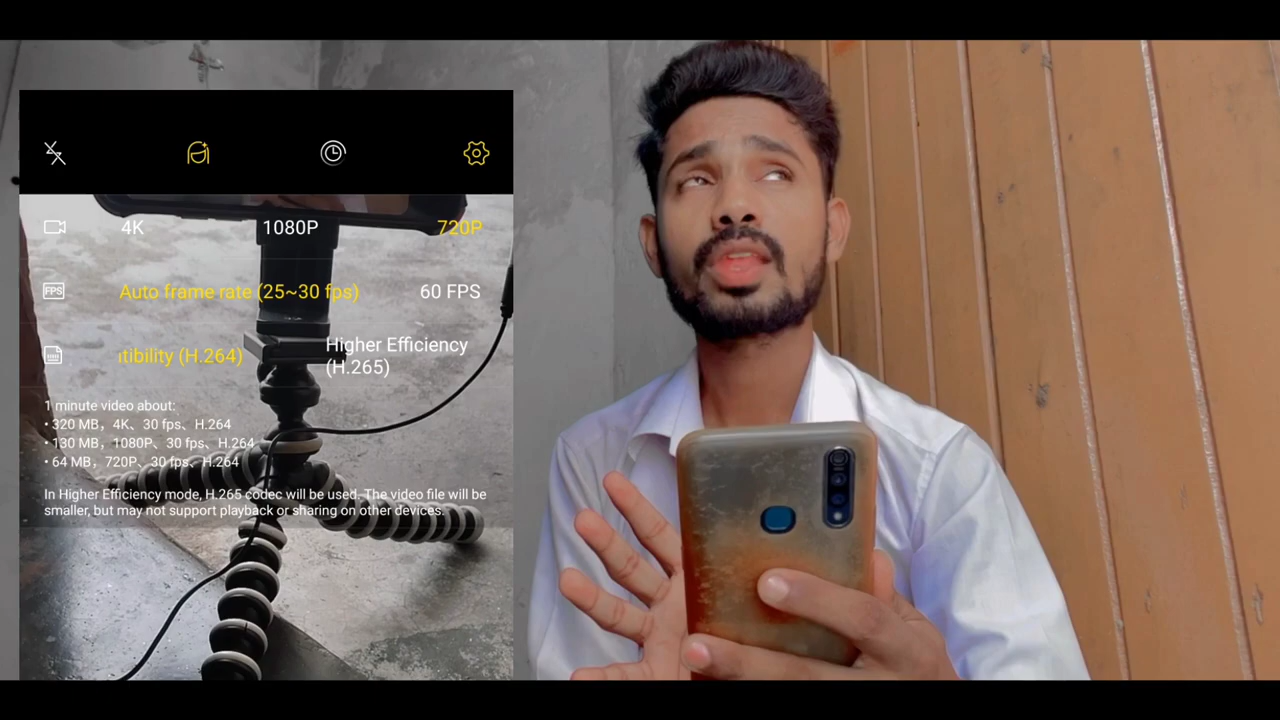 4K 1080P 720P
FPS Auto frame rate (25~30 fps) 60 FPS
tibility (H.264) Higher Efficiency
(H.265)
1 minute video about:
• 320 MB, 4K、30 fps、H.264
• 130 MB, 1080P、30 fps、H.264
• 64 MB, 720P、30 fps、H.264
In Higher Efficiency mode, H.265 codec will be used. The video file will be
smaller, but may not support playback or sharing on other devices.